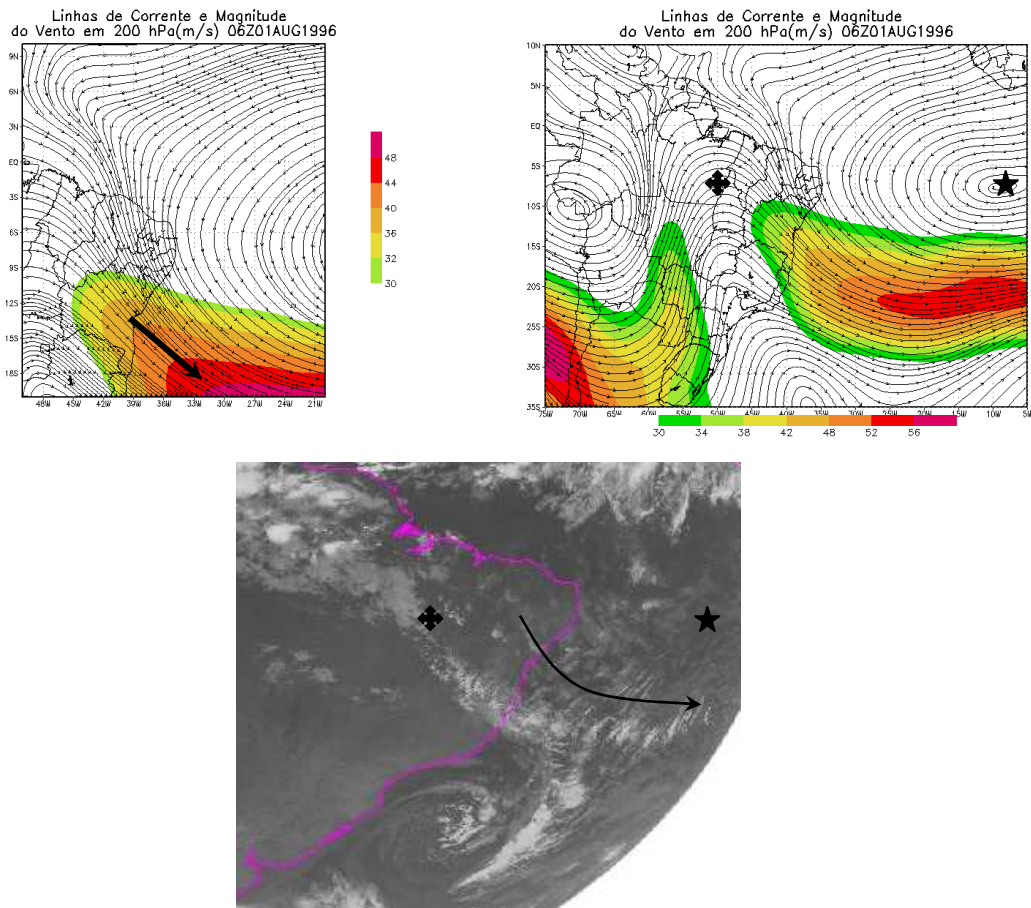 Linhas de Corrente e Magnitude
do Vento em 200 hPa(m/s) 06Z01AUG1996
9N
6N
3N
EQ
3S
6S
9S
12S
15S
18S
48W 45W 42W 39W 36W 33W 30W 27W 24W 21W
48
44
40
36
32
30
Linhas de Corrente e Magnitude
do Vento em 200 hPa(m/s) 06Z01AUG1996
10N
5N
EQ
5S
10S
15S
20S
25S
30S
35S
75W 70W 65W 60W 55W 50W 45W 40W 35W 30W 25W 20W 15W 10W 5W
30 34 38 42 48 52 56